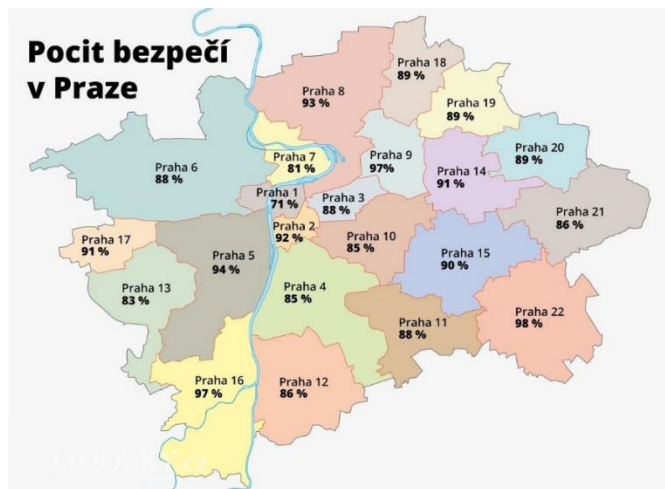 Pocit bezpečí
v Praze
Praha 18
89 %
Praha 8
93 %
Praha 19
89 %
Praha 7
81 %
Praha 9
97%
Praha 20
89 %
Praha 6
88 %
Praha 14
91 %
Praha 1
71 %
Praha 3
88 %
Praha 21
86 %
Praha 2
92 %
Praha 10
85 %
Praha 17
91 %
Praha 5
94 %
Praha 15
90 %
Praha 13
83 %
Praha 4
85 %
Praha 11
88 %
Praha 22
98 %
Praha 16
97 %
Praha 12
86 %
LIDOVKY.cz